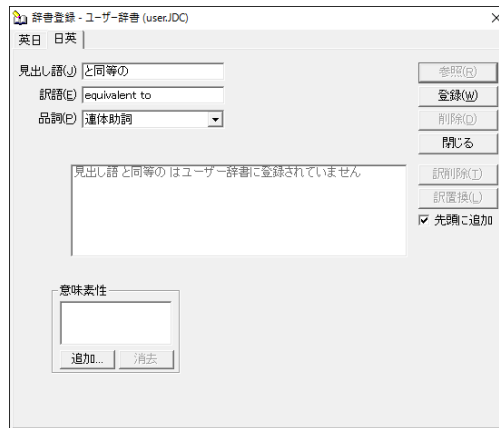 辞書登録 - ユーザー辞書 (user.JDC)
英日 日英
見出し語(J) と同等の
参照(R)
訳語(E) equivalent to
登録(W)
品詞(P) 連体助詞
削除(D)
閉じる
見出し語 と同等の はユーザー辞書に登録されていません
訳削除(T)
訳置換(L)
先頭に追加
意味素性
追加... 消去